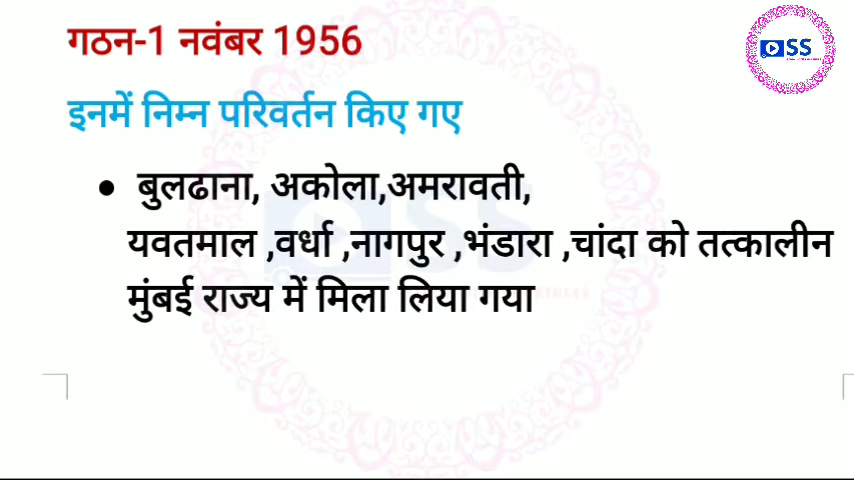 गठन-1 नवंबर 1956
SS
इनमें निम्न परिवर्तन किए गए
● बुलढाना, अकोला,अमरावती,
यवतमाल ,वर्धा ,नागपुर ,भंडारा ,चांदा को तत्कालीन
मुंबई राज्य में मिला लिया गया
SS